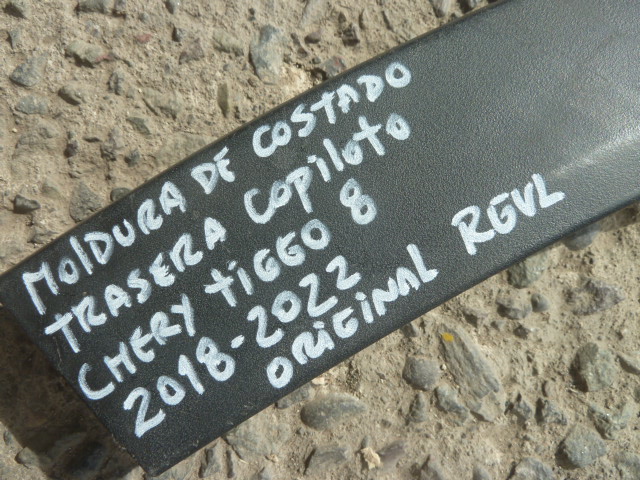 MOLDURA DE COSTADO
TRASERA COPILOTO
CHERY TIGGO 8
2018-2022
ORIGINAL RGVL